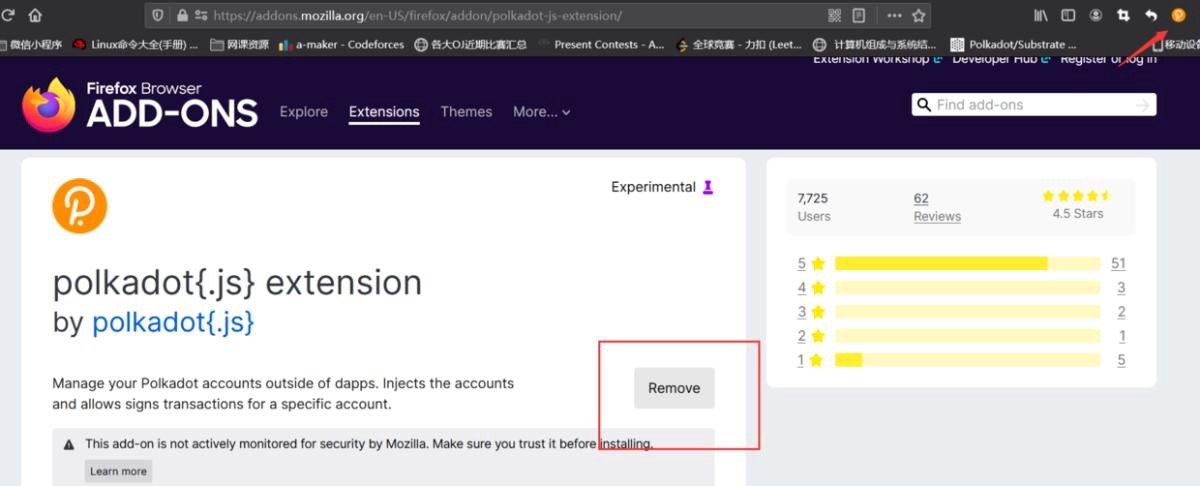 https://addons.mozilla.org/en-US/firefox/addon/polkadot-js-extension/
微信小程序 Linux命令大全(手册) ... 网课资源 a-maker - Codeforces 各大OJ近期比赛汇总 Present Contests - A... 全球竞赛 - 力扣 (Leet... 计算机组成与系统结... Polkadot/Substrate ... 移动设备
Extension Workshop Developer Hub Register or log in
Firefox Browser
ADD-ONS
Explore Extensions Themes More...
Find add-ons
Experimental
polkadot{.js} extension
by polkadot{.js}
Manage your Polkadot accounts outside of dapps. Injects the accounts
and allows signs transactions for a specific account.
Remove
This add-on is not actively monitored for security by Mozilla. Make sure you trust it before installing.
Learn more
7,725 62
Users Reviews 4.5 Stars
5 51
4 3
3 2
2 1
1 5